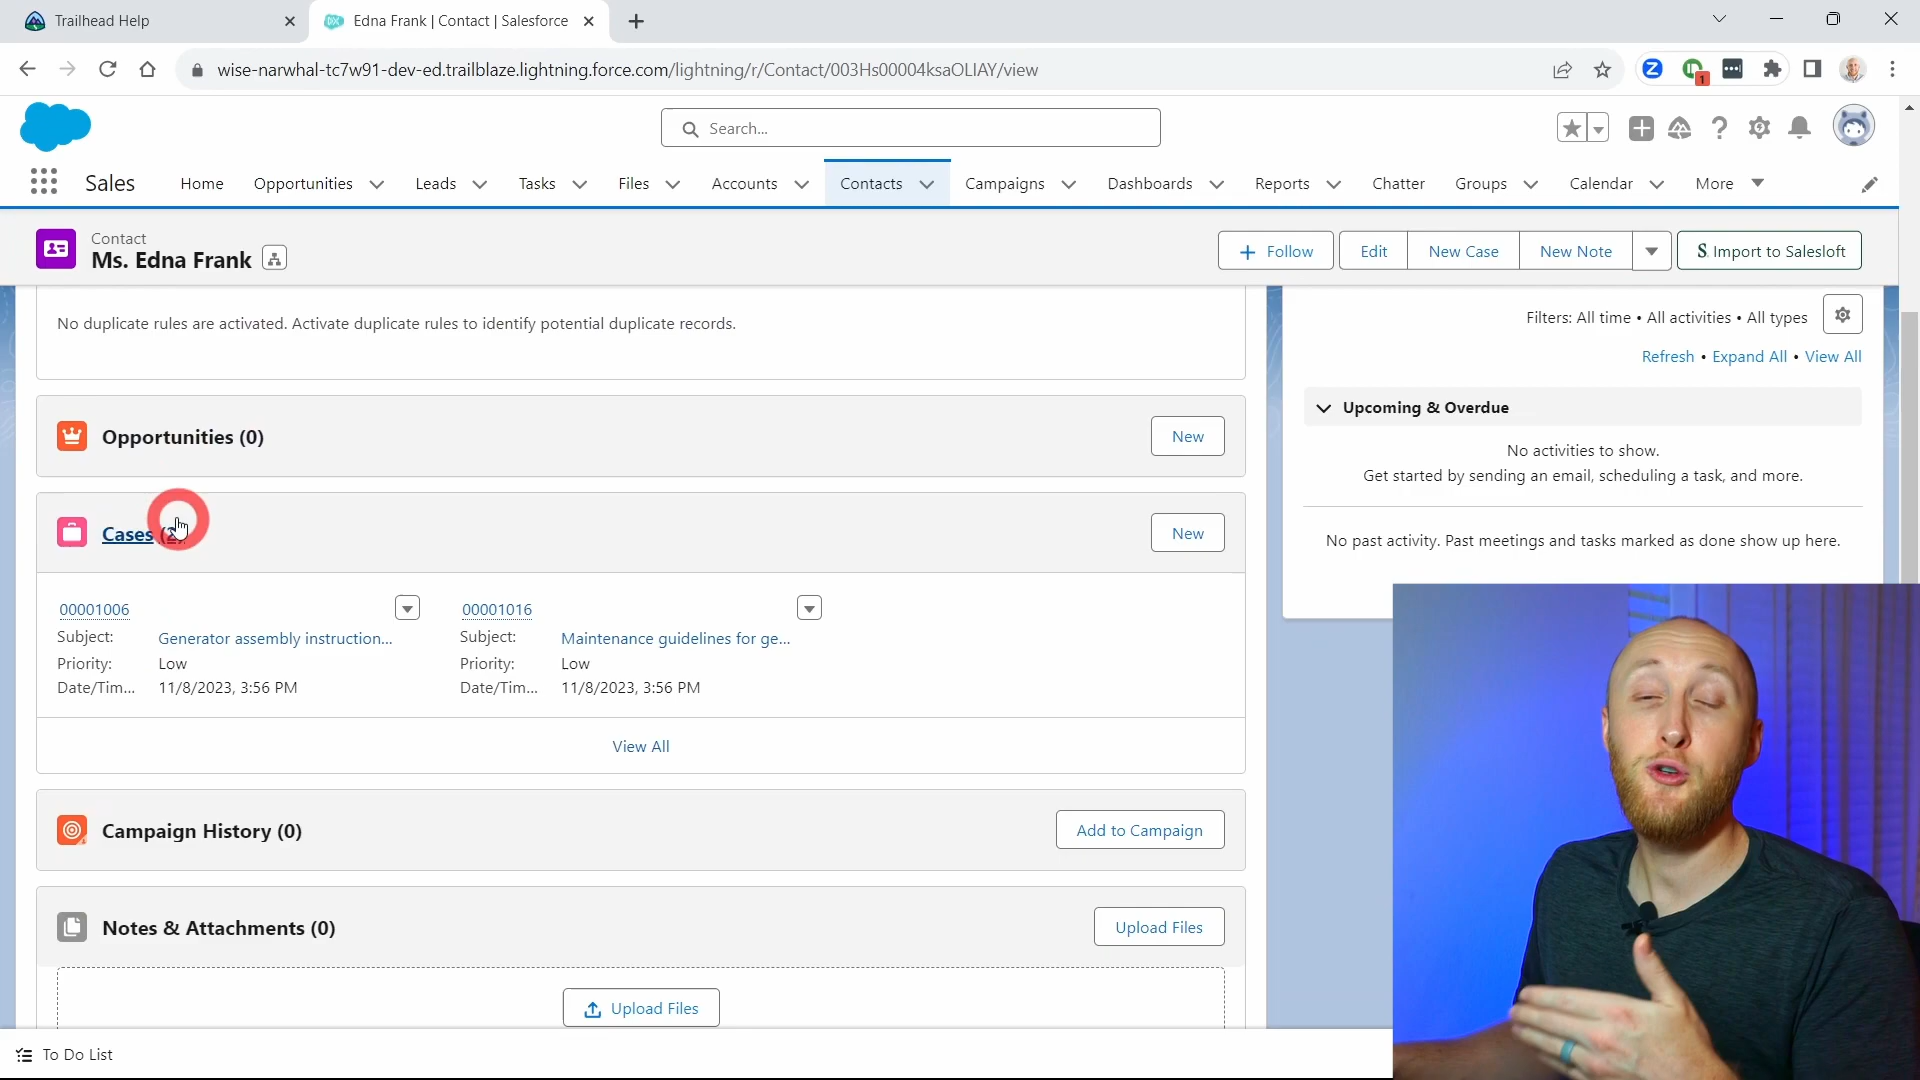 Trailhead Help
Edna Frank | Contact | Salesforce
wise-narwhal-tc7w91-dev-ed.trailblaze.lightning.force.com/lightning/r/Contact/003Hs00004ksaOLIAY/view
1
Search...
Sales
Home
Opportunities
Leads
Tasks
Files
Accounts
Contacts
Campaigns
Dashboards
Reports
Chatter
Groups
Calendar
More
Contact
Ms. Edna Frank
Follow
Edit
New Case
New Note
Import to Salesloft
No duplicate rules are activated. Activate duplicate rules to identify potential duplicate records.
Filters: All time • All activities • All types
Refresh • Expand All • View All
Upcoming & Overdue
No activities to show.
Get started by sending an email, scheduling a task, and more.
No past activity. Past meetings and tasks marked as done show up here.
Opportunities (0)
New
Cases
New
00001006
Subject: Generator assembly instruction...
Priority: Low
Date/Tim... 11/8/2023, 3:56 PM
00001016
Subject: Maintenance guidelines for ge...
Priority: Low
Date/Tim... 11/8/2023, 3:56 PM
View All
Campaign History (0)
Add to Campaign
Notes & Attachments (0)
Upload Files
Upload Files
To Do List